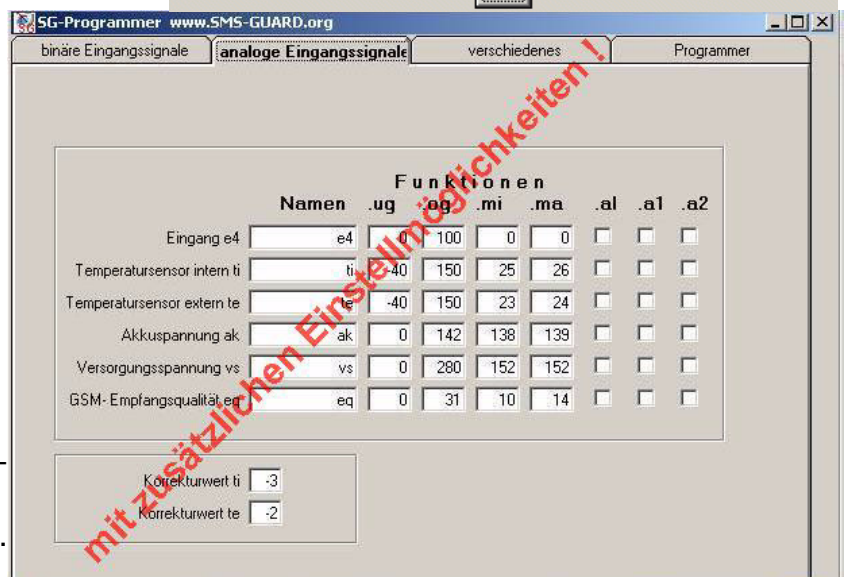 SG-Programmer www.SMS-GUARD.org
binäre Eingangssignale analoge Eingangssignale verschiedenes Programmer
mit zusätzlichen Einstellmöglichkeiten !
Funktionen
Namen .ug .og .mi .ma .al .a1 .a2
Eingang e4 e4 0 100 0 0
Temperatursensor intern ti ti -40 150 25 26
Temperatursensor extern te te -40 150 23 24
Akkuspannung ak ak 0 142 138 139
Versorgungsspannung vs vs 0 280 152 152
GSM- Empfangsqualität eq eq 0 31 10 14
Korrekturwert ti -3
Korrekturwert te -2